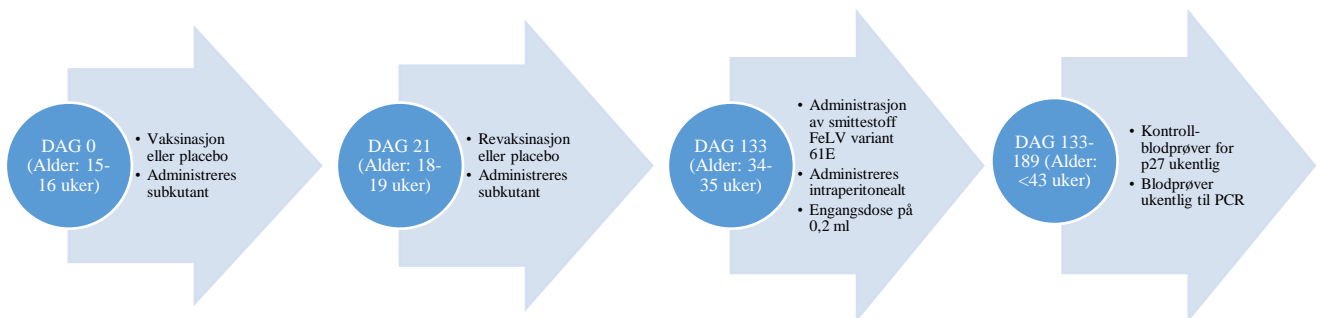 DAG 0
(Alder: 15-
16 uker)
• Vaksinasjon
eller placebo
• Administreres
subkutant
DAG 21
(Alder: 18-
19 uker)
• Revaksinasjon
eller placebo
• Administreres
subkutant
DAG 133
(Alder: 34-
35 uker)
• Administrasjon
av smittestoff
FeLV variant
61E
• Administreres
intraperitonealt
• Engangsdose på
0,2 ml
DAG 133-
189 (Alder:
<43 uker)
• Kontroll-
blodprøver for
p27 ukentlig
• Blodprøver
ukentlig til PCR